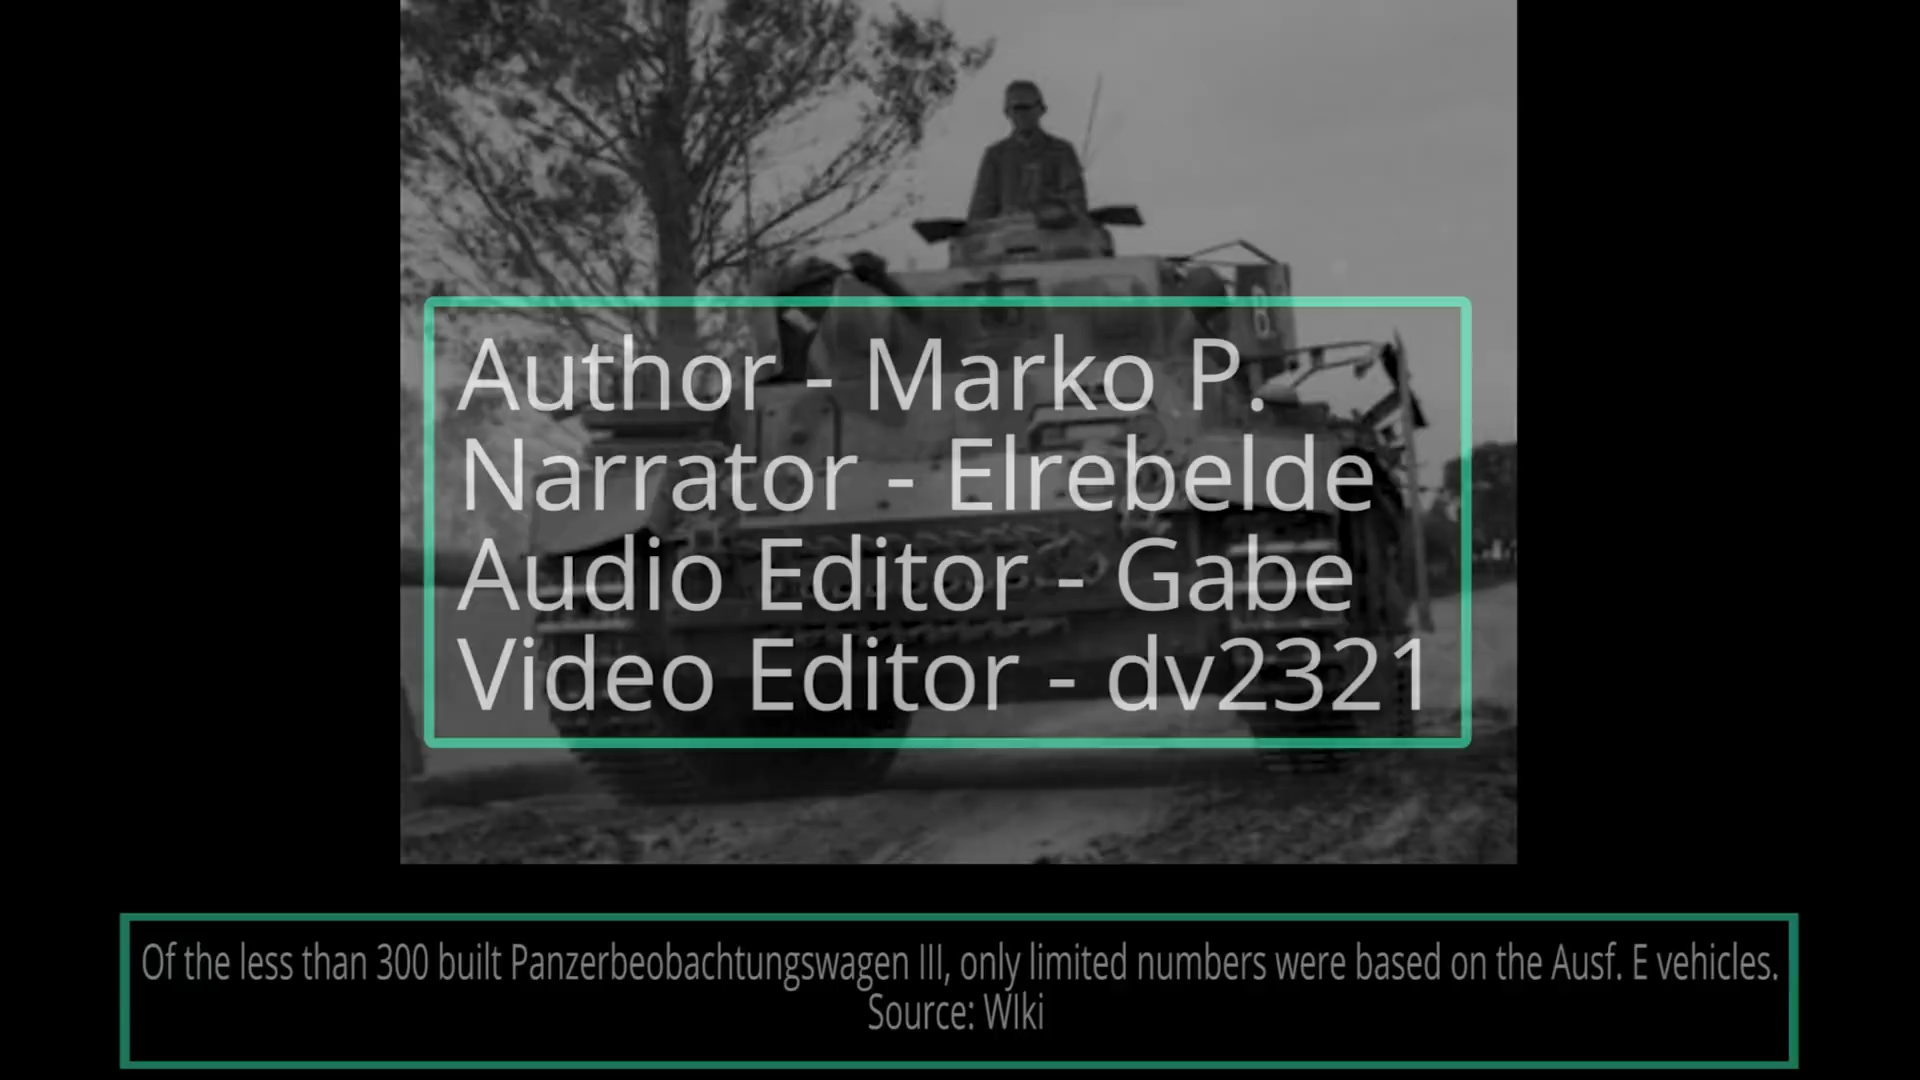 Author - Marko P.
Narrator - Elrebelde
Audio Editor - Gabe
Video Editor - dv2321
Of the less than 300 built Panzerbeobachtungswagen III, only limited numbers were based on the Ausf. E vehicles.
Source: WIki